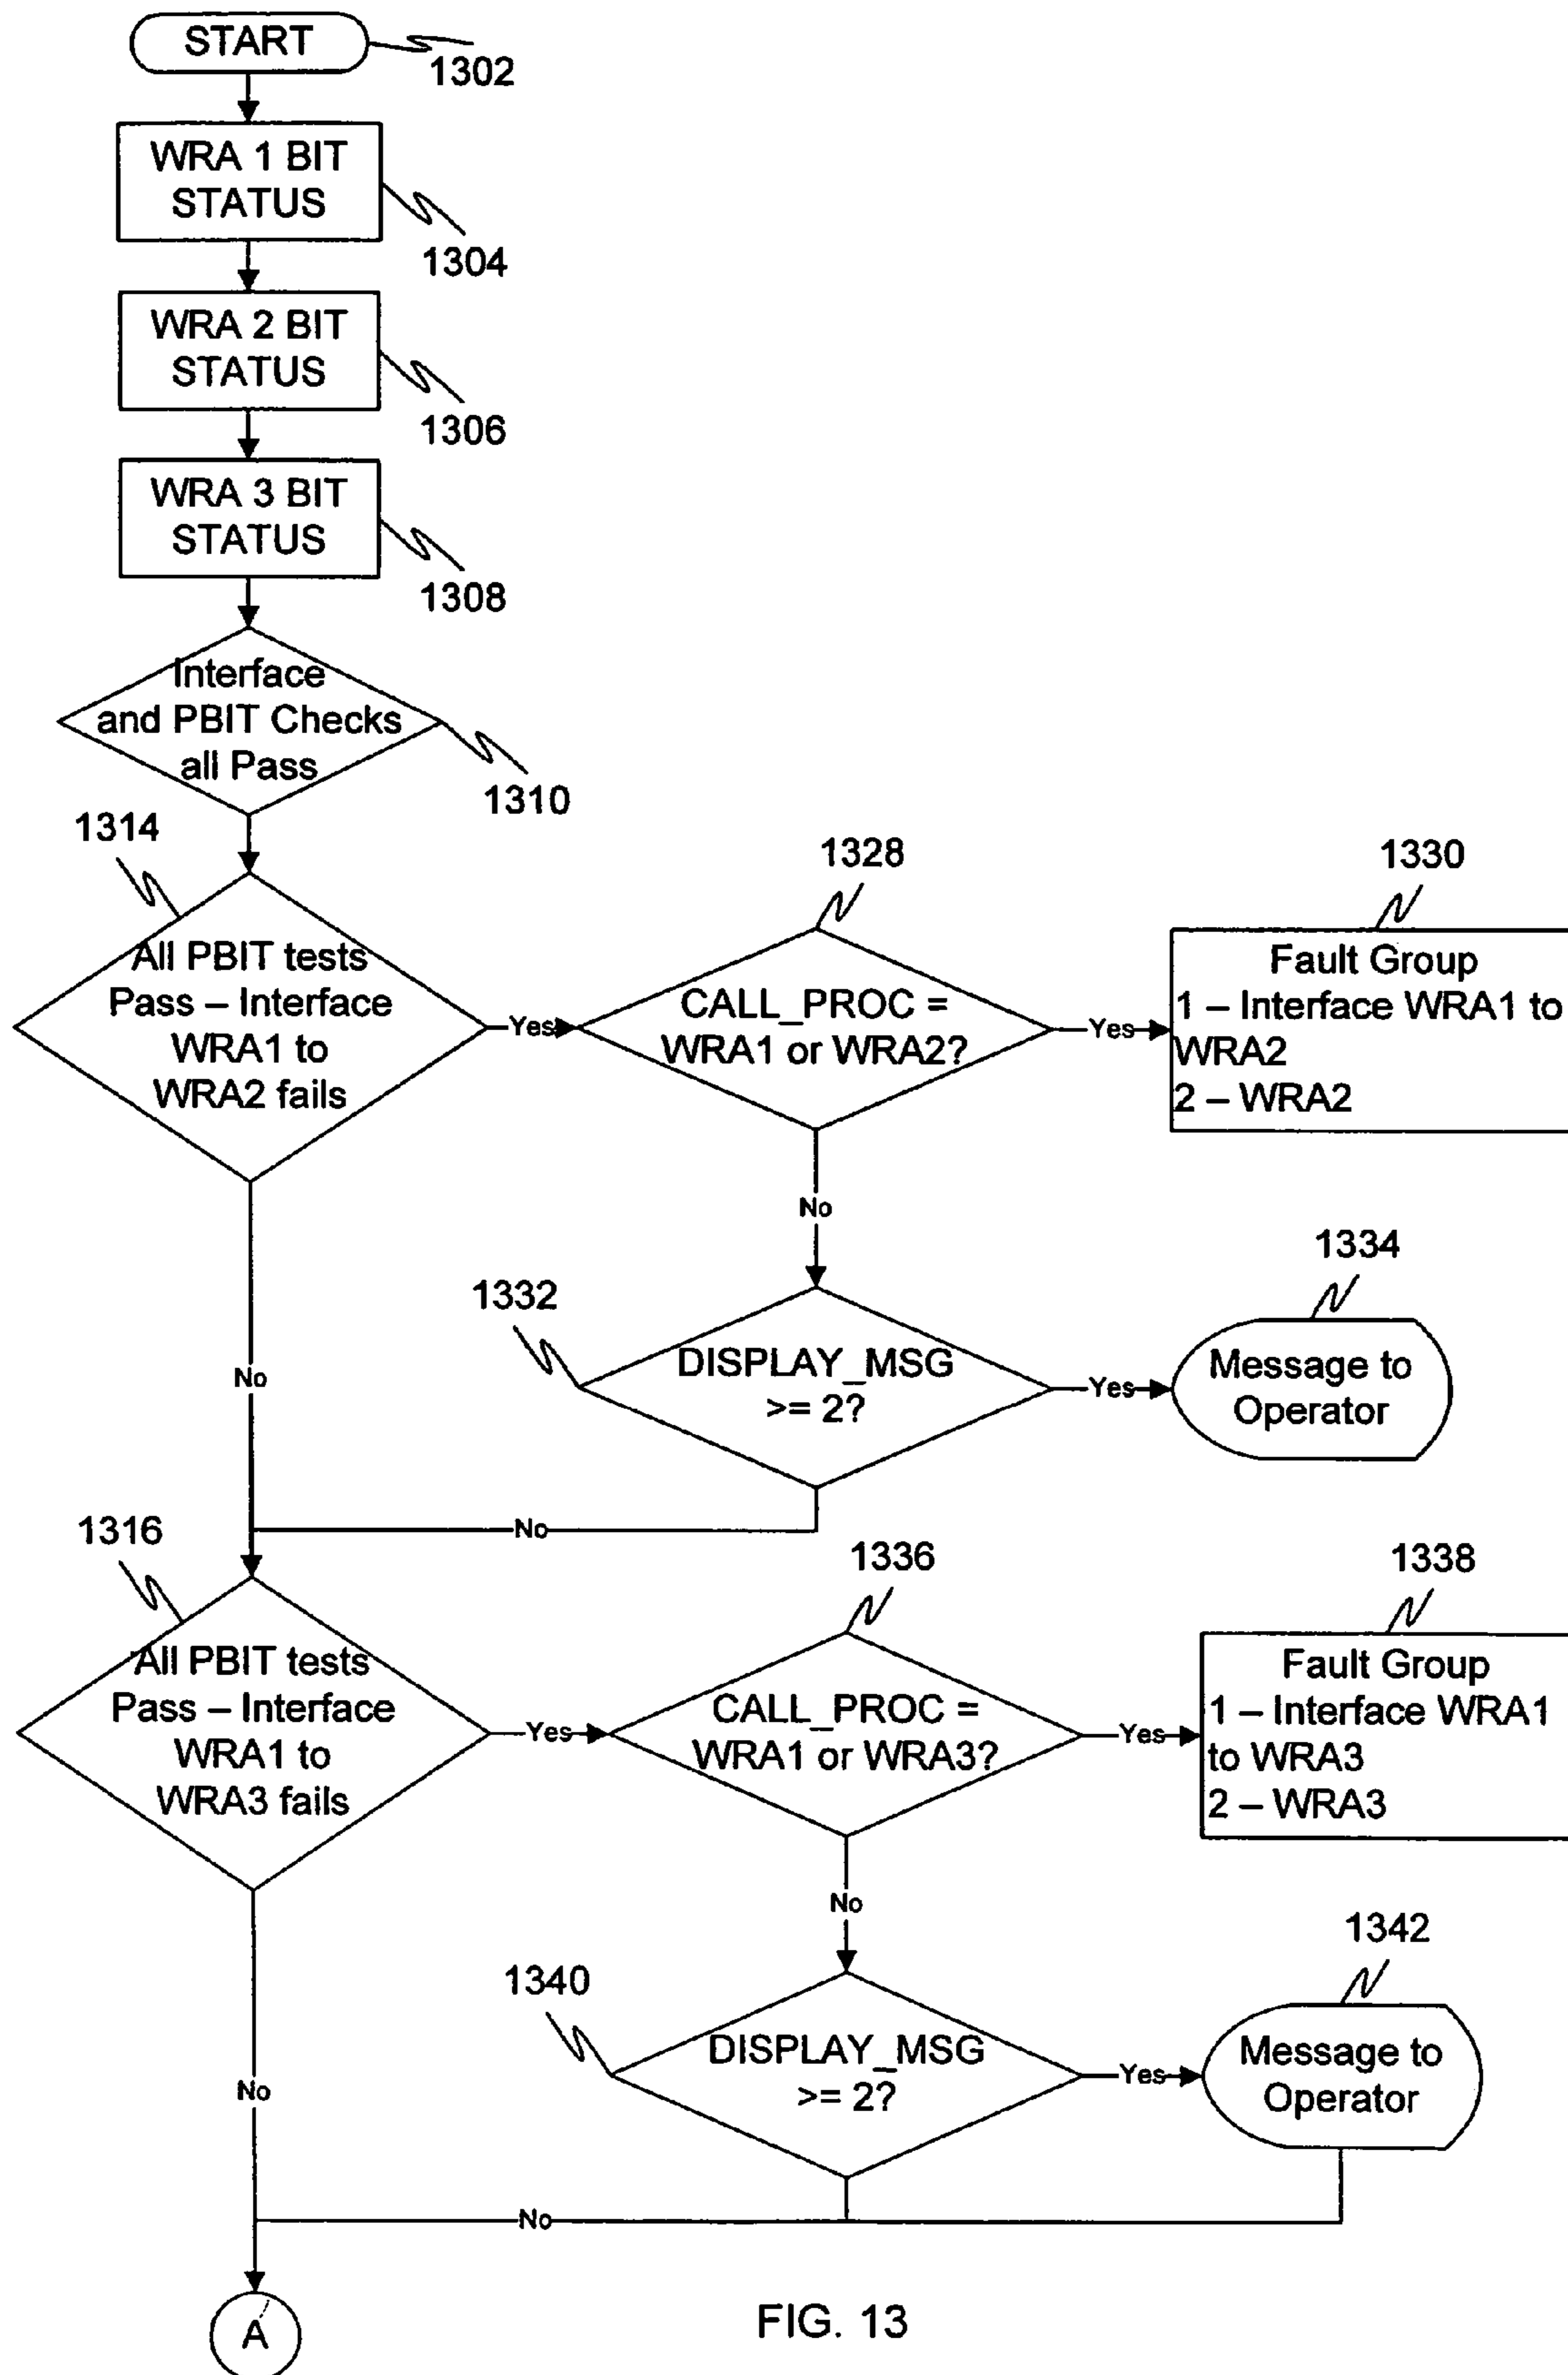 START
1302
WRA 1 BIT
STATUS
1304
WRA 2 BIT
STATUS
1306
WRA 3 BIT
STATUS
1308
Interface
and PBIT Checks
all Pass
1310
1314
All PBIT tests
Pass – Interface
WRA1 to
WRA2 fails
Yes
1328
CALL_PROC =
WRA1 or WRA2?
Yes
1330
Fault Group
1 – Interface WRA1 to
WRA2
2 – WRA2
No
No
1332
DISPLAY_MSG
>= 2?
Yes
1334
Message to
Operator
No
1316
All PBIT tests
Pass – Interface
WRA1 to
WRA3 fails
Yes
1336
CALL_PROC =
WRA1 or WRA3?
Yes
1338
Fault Group
1 – Interface WRA1
to WRA3
2 – WRA3
No
No
1340
DISPLAY_MSG
>= 2?
Yes
1342
Message to
Operator
No
A
FIG. 13